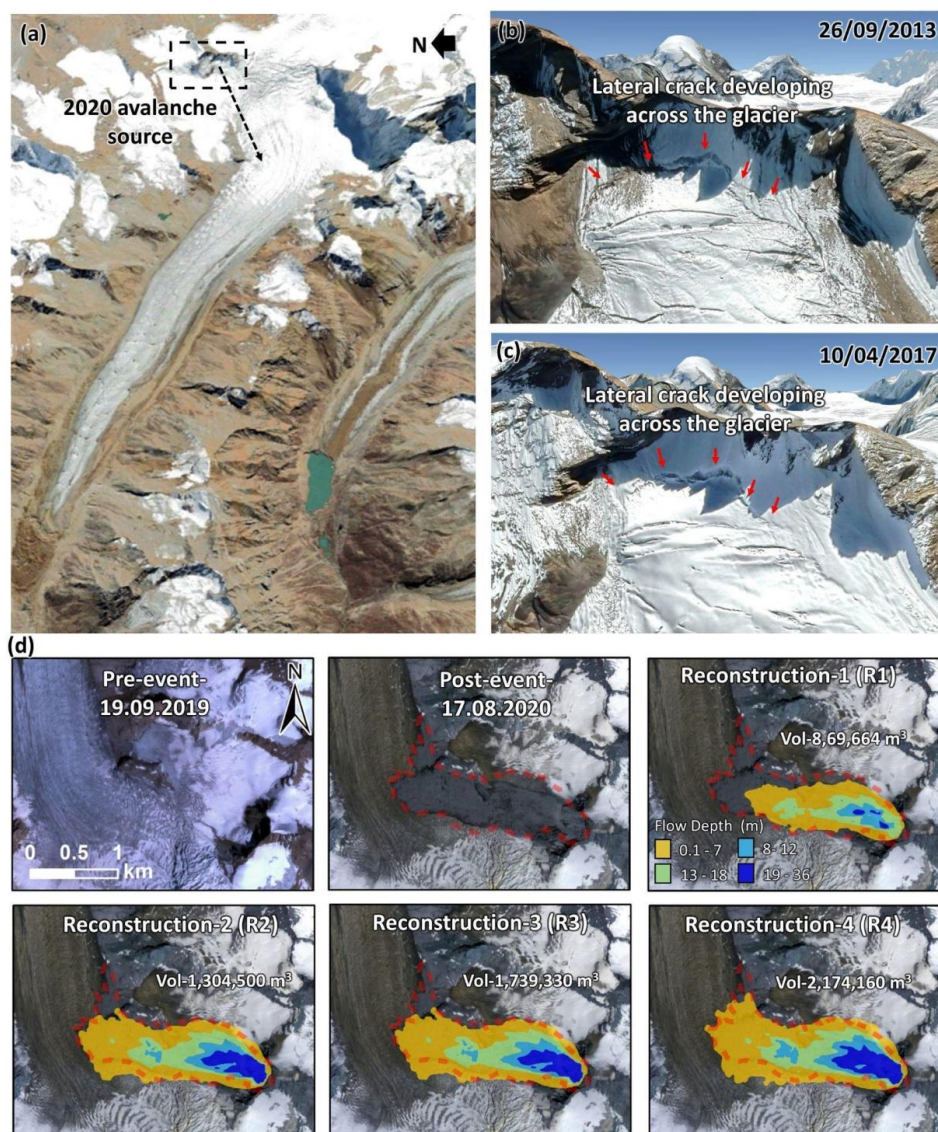 (a)
N
2020 avalanche
source
(b)
26/09/2013
Lateral crack developing
across the glacier
(c)
10/04/2017
Lateral crack developing
across the glacier
(d)
Pre-event-
19.09.2019
N
0 0.5 1
km
Post-event-
17.08.2020
Reconstruction-1 (R1)
Vol-8,69,664 m³
Flow Depth (m)
0.1 - 7
8- 12
13 - 18
19 - 36
Reconstruction-2 (R2)
Vol-1,304,500 m³
Reconstruction-3 (R3)
Vol-1,739,330 m³
Reconstruction-4 (R4)
Vol-2,174,160 m³